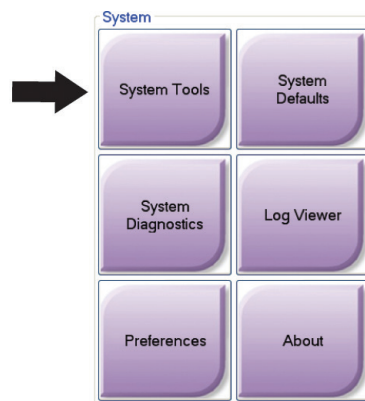 System
System Tools
System
Defaults
System
Diagnostics
Log Viewer
Preferences
About